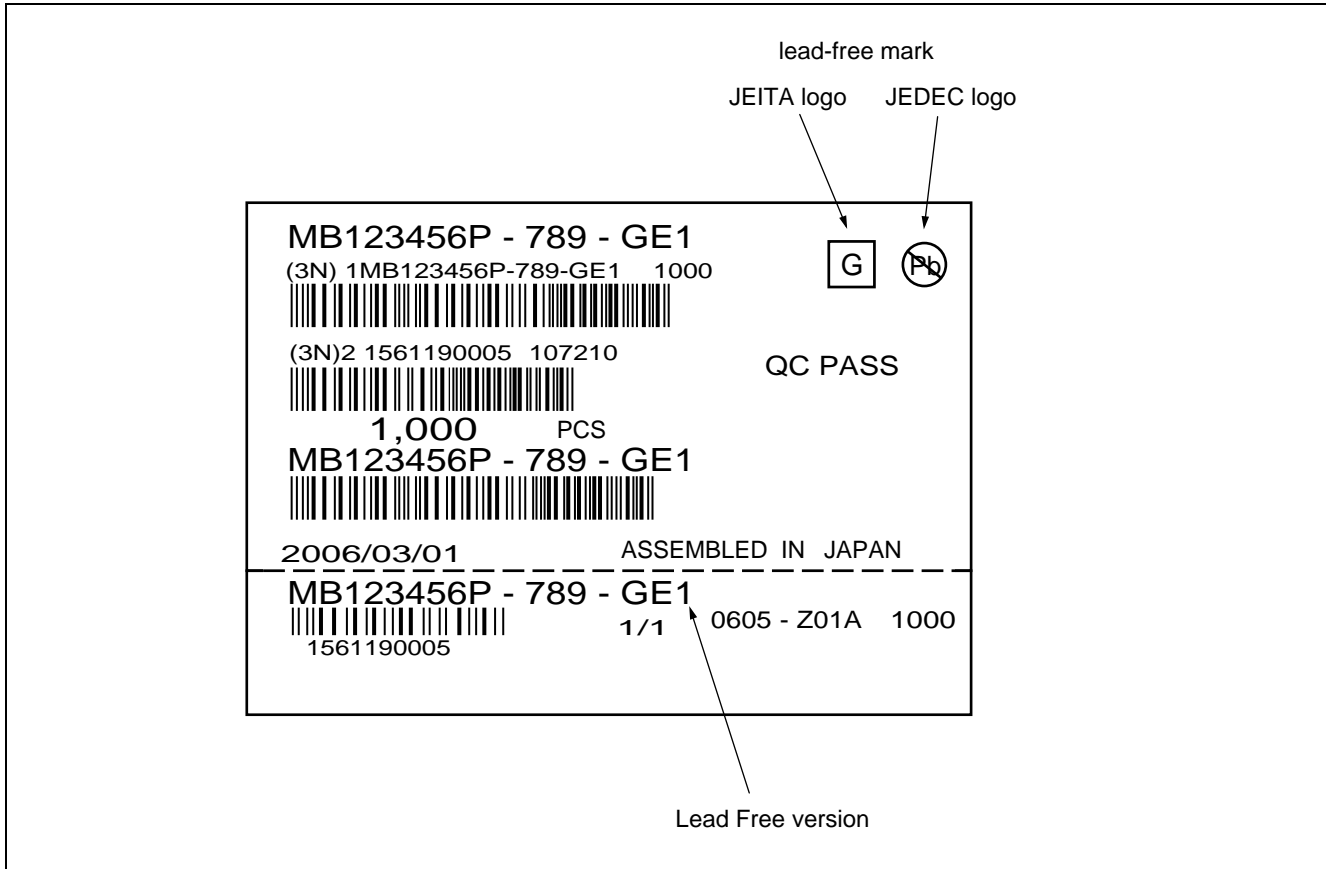 lead-free mark
JEITA logo JEDEC logo
MB123456P - 789 - GE1
(3N) 1MB123456P-789-GE1 1000
G Pb
(3N)2 1561190005 107210
QC PASS
1,000 PCS
MB123456P - 789 - GE1
2006/03/01 ASSEMBLED IN JAPAN
MB123456P - 789 - GE1
1/1 0605 - Z01A 1000
1561190005
Lead Free version